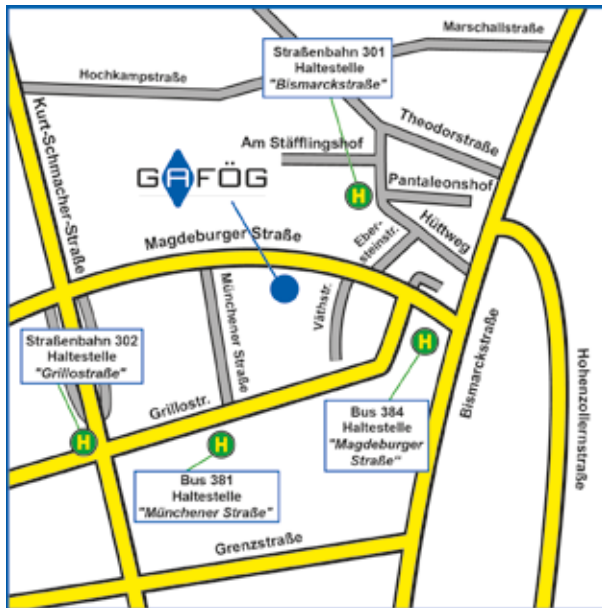 Marschallstraße
Straßenbahn 301
Haltestelle
"Bismarckstraße"
Hochkampstraße
Kurt-Schmacher-Straße
Theodorstraße
Am Stäfflingshof
GAFÖG
H
Pantaleonshof
Magdeburger Straße
Eber-
steinstr.
Hüttweg
Münchener Straße
Väthstr.
Bismarckstraße
Hohenzollernstraße
Straßenbahn 302
Haltestelle
"Grillostraße"
H
Grillostr.
Bus 384
Haltestelle
"Magdeburger
Straße“
H
H
Bus 381
Haltestelle
"Münchener Straße"
Grenzstraße